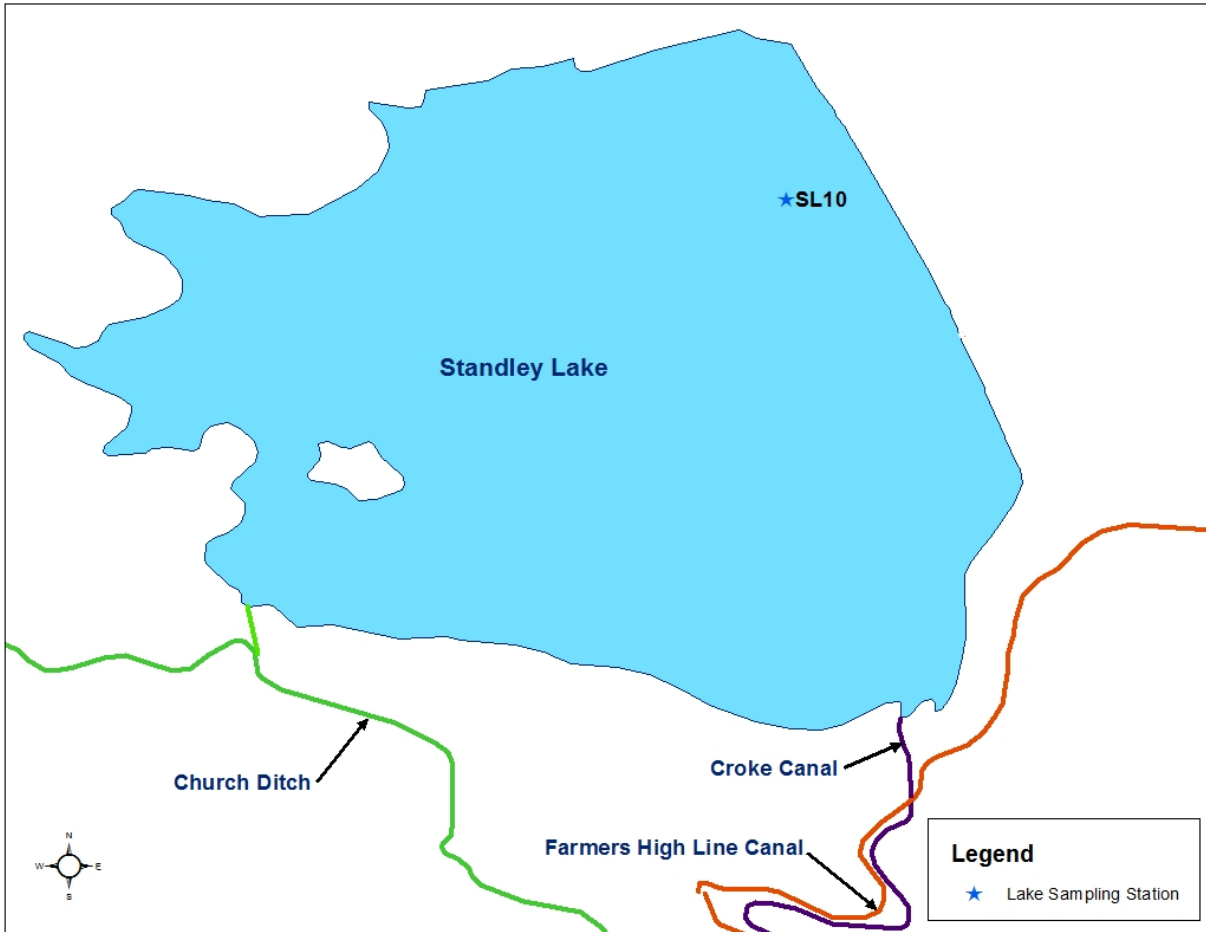 SL10
Standley Lake
Church Ditch
Croke Canal
Farmers High Line Canal
N
W E
S
Legend
Lake Sampling Station